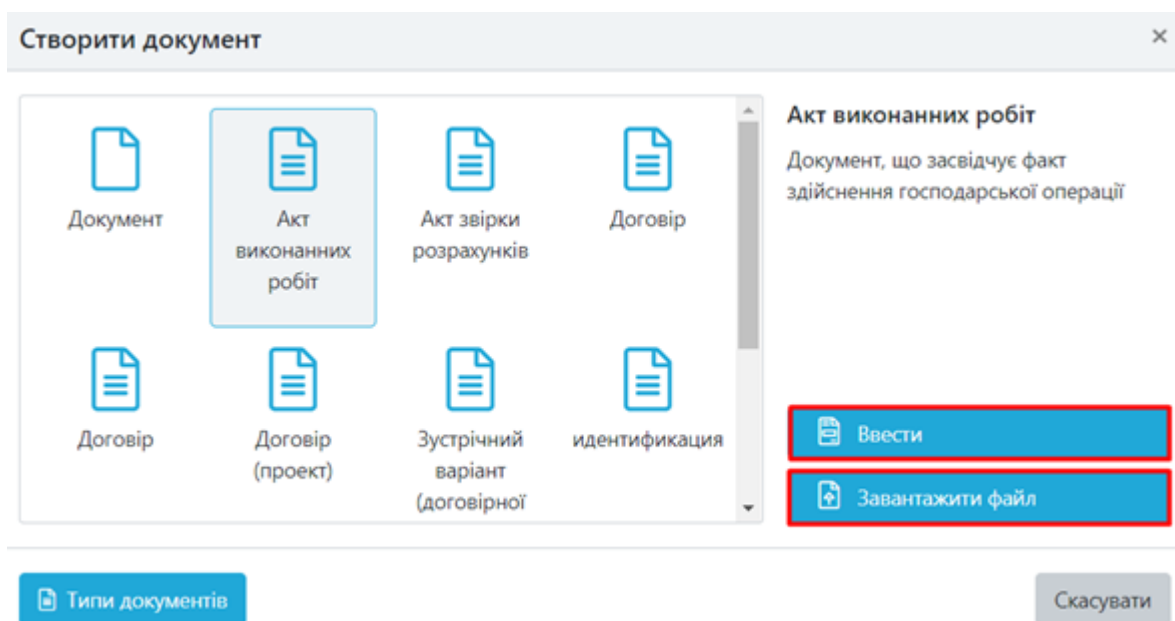 Створити документ
Документ
Акт
виконанних
робіт
Акт звірки
розрахунків
Договір
Договір
Договір
(проект)
Зустрічний
варіант
(договірної
идентификация
Акт виконанних робіт
Документ, що засвідчує факт
здійснення господарської операції
Ввести
Завантажити файл
Типи документів
Скасувати